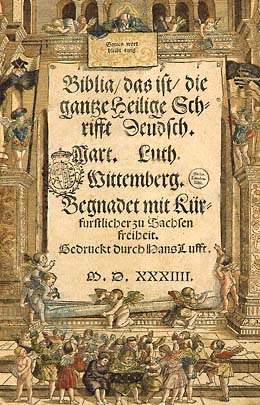 Gottes wort
bleibt ewig.
Biblia / das ist / die
gantze Heilige Sch-
rifft Deudsch.
Mart. Luth.
Wittemberg.
Begnadet mit Kür-
furstlicher zu Sachsen
freiheit.
Gedruckt durch Hans Lufft.
M. D. XXXIIII.